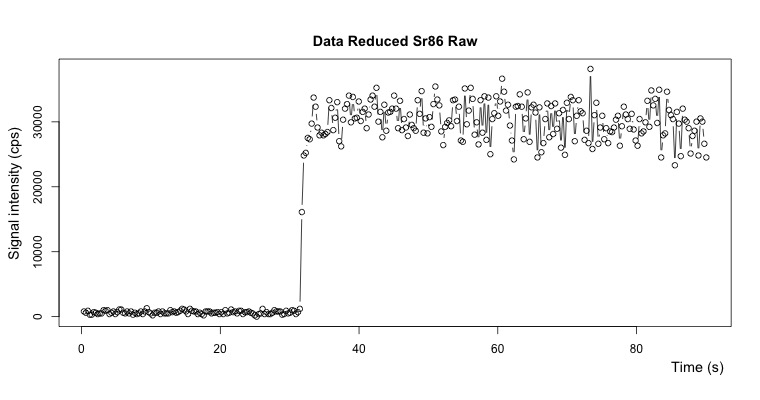 Data Reduced Sr86 Raw
Signal intensity (cps)
30000
20000
10000
0
0 20 40 60 80
Time (s)